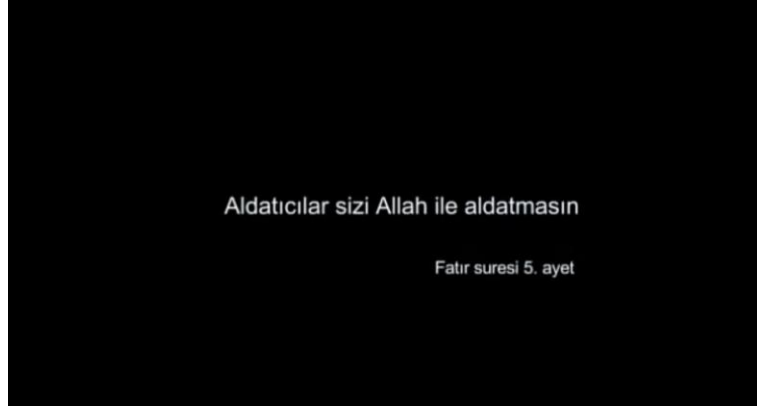 Aldatıcılar sizi Allah ile aldatmasın
Fatır suresi 5. ayet